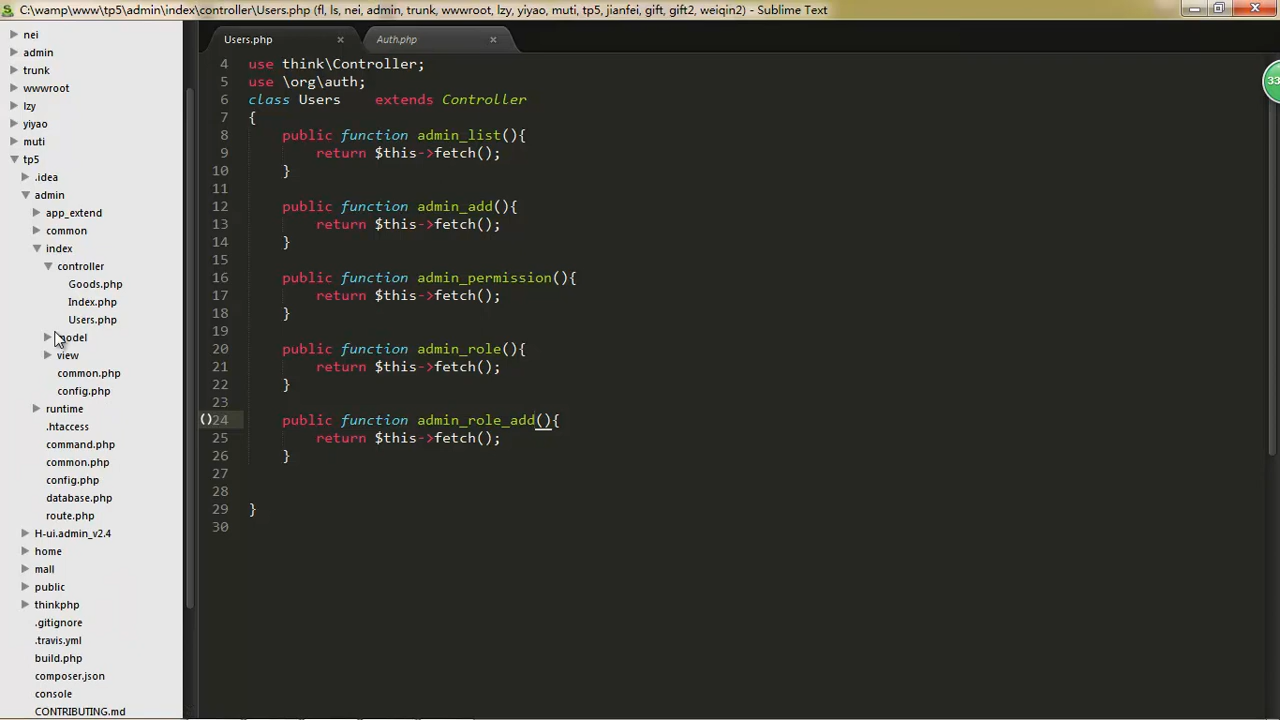 C:\wamp\www\tp5\admin\index\controller\Users.php (fl, ls, nei, admin, trunk, wwwroot, lzy, yiyao, muti, tp5, jianfei, gift, gift2, weiqin2) - Sublime Text
nei
admin
trunk
wwwroot
lzy
yiyao
muti
tp5
.idea
admin
app_extend
common
index
controller
Goods.php
Index.php
Users.php
view
common.php
config.php
runtime
.htaccess
command.php
common.php
config.php
database.php
route.php
H-ui.admin_v2.4
home
mall
public
thinkphp
.gitignore
.travis.yml
build.php
composer.json
console
CONTRIBUTING.md
Users.php
Auth.php
4 use think\Controller;
5 use \org\auth;
6 class Users extends Controller
7 {
8 public function admin_list(){
9 return $this->fetch();
10 }
11
12 public function admin_add(){
13 return $this->fetch();
14 }
15
16 public function admin_permission(){
17 return $this->fetch();
18 }
19
20 public function admin_role(){
21 return $this->fetch();
22 }
23
()24 public function admin_role_add(){
25 return $this->fetch();
26 }
27
28
29 }
30
33